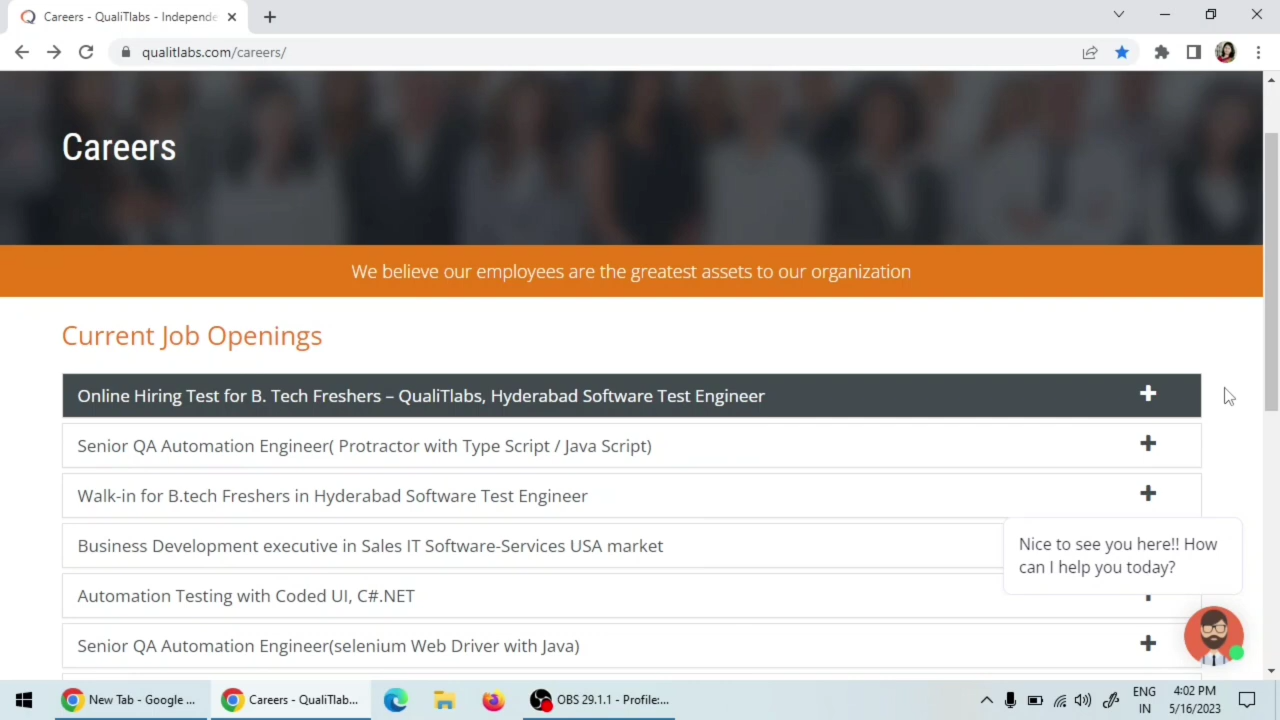 Careers - QualiTlabs - Independe
qualitlabs.com/careers/
Careers
We believe our employees are the greatest assets to our organization
Current Job Openings
Online Hiring Test for B. Tech Freshers – QualiTlabs, Hyderabad Software Test Engineer
Senior QA Automation Engineer( Protractor with Type Script / Java Script)
Walk-in for B.tech Freshers in Hyderabad Software Test Engineer
Business Development executive in Sales IT Software-Services USA market
Nice to see you here!! How
can I help you today?
Automation Testing with Coded UI, C#.NET
Senior QA Automation Engineer(selenium Web Driver with Java)
New Tab - Google ...
Careers - QualiTlab...
OBS 29.1.1 - Profile:...
ENG
IN
4:02 PM
5/16/2023